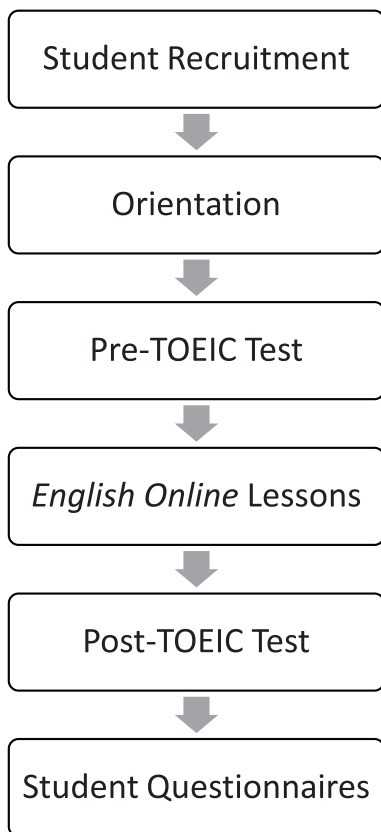 Student Recruitment
Orientation
Pre-TOEIC Test
English Online Lessons
Post-TOEIC Test
Student Questionnaires